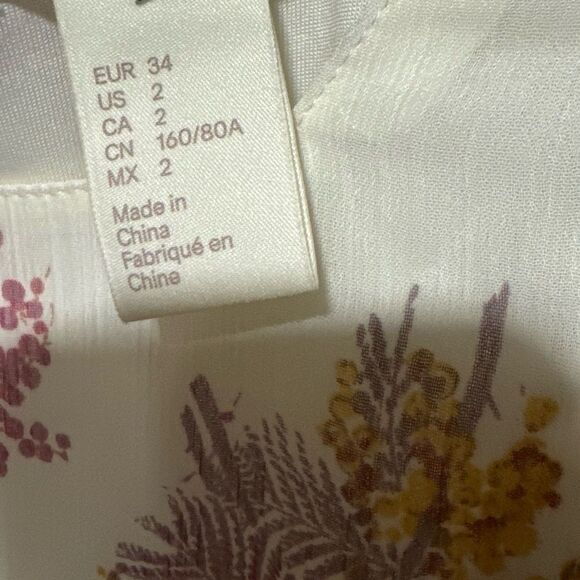 EUR 34
US 2
CA 2
CN 160/80A
MX 2
Made in
China
Fabriqué en
Chine